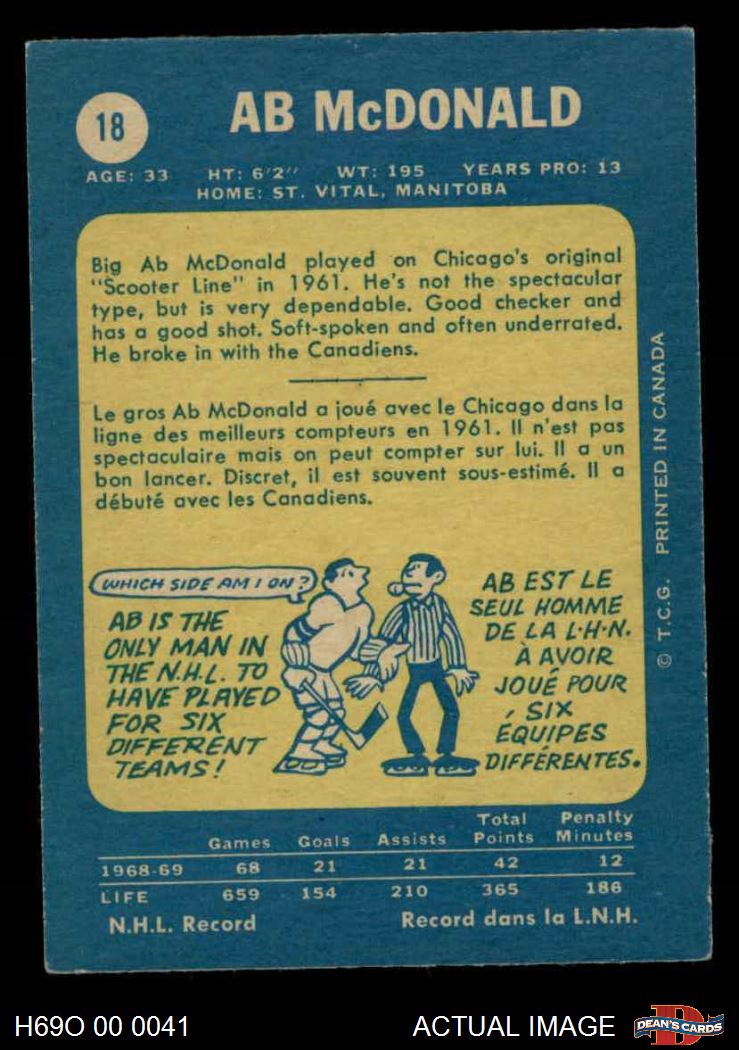 18
AB McDONALD
AGE: 33 HT: 6'2" WT: 195 YEARS PRO: 13
HOME: ST. VITAL, MANITOBA
Big Ab McDonald played on Chicago's original
"Scooter Line" in 1961. He's not the spectacular
type, but is very dependable. Good checker and
has a good shot. Soft-spoken and often underrated.
He broke in with the Canadiens.
Le gros Ab McDonald a joué avec le Chicago dans la
ligne des meilleurs compteurs en 1961. Il n'est pas
spectaculaire mais on peut compter sur lui. Il a un
bon lancer. Discret, il est souvent sous-estimé. Il a
débuté avec les Canadiens.
WHICH SIDE AM I ON?
AB IS THE
ONLY MAN IN
THE N.H.L. TO
HAVE PLAYED
FOR SIX
DIFFERENT
TEAMS!
AB EST LE
SEUL HOMME
DE LA L.H.N.
À AVOIR
JOUÉ POUR
SIX
ÉQUIPES
DIFFÉRENTES.
© T.C.G. PRINTED IN CANADA
Games Goals Assists Total Points Penalty Minutes
1968-69 68 21 21 42 12
LIFE 659 154 210 365 186
N.H.L. Record Record dans la L.N.H.
H69O 00 0041 ACTUAL IMAGE D DEAN'S CARDS